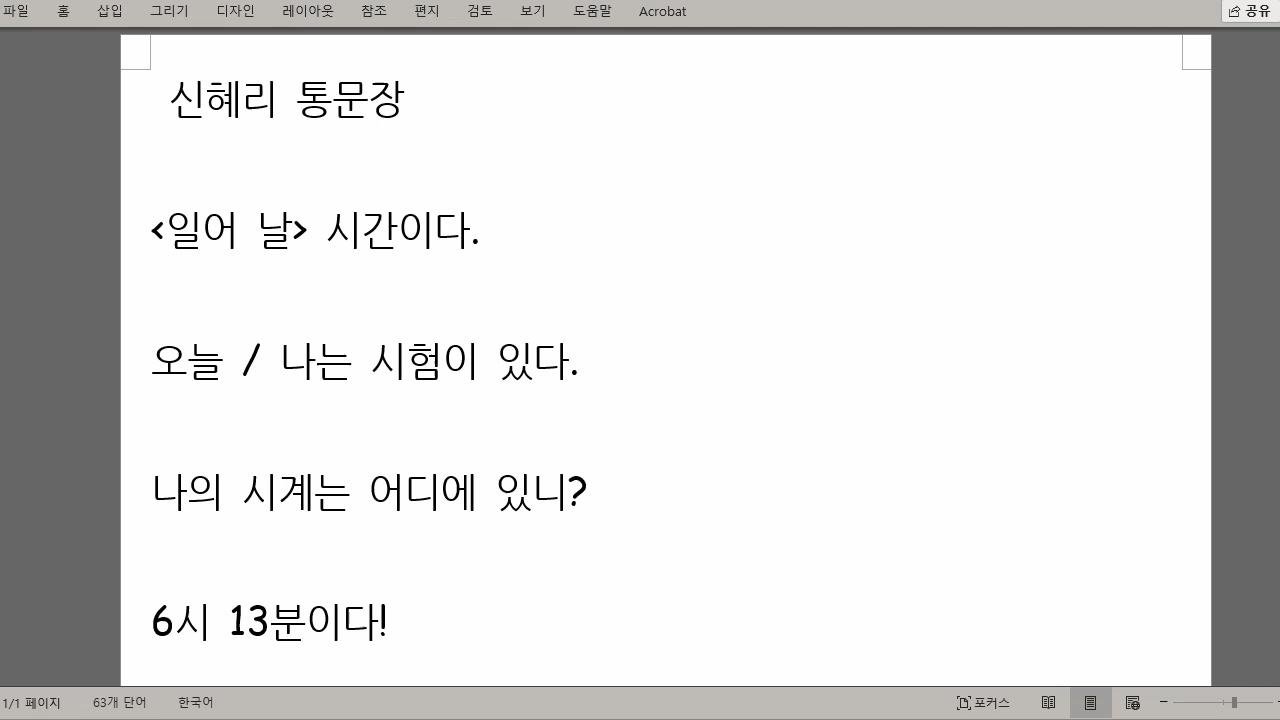 파일 홈 삽입 그리기 디자인 레이아웃 참조 편지 검토 보기 도움말 Acrobat 공유
신혜리 통문장
<일어 날> 시간이다.
오늘 / 나는 시험이 있다.
나의 시계는 어디에 있니?
6시 13분이다!
1/1 페이지 63개 단어 한국어 포커스